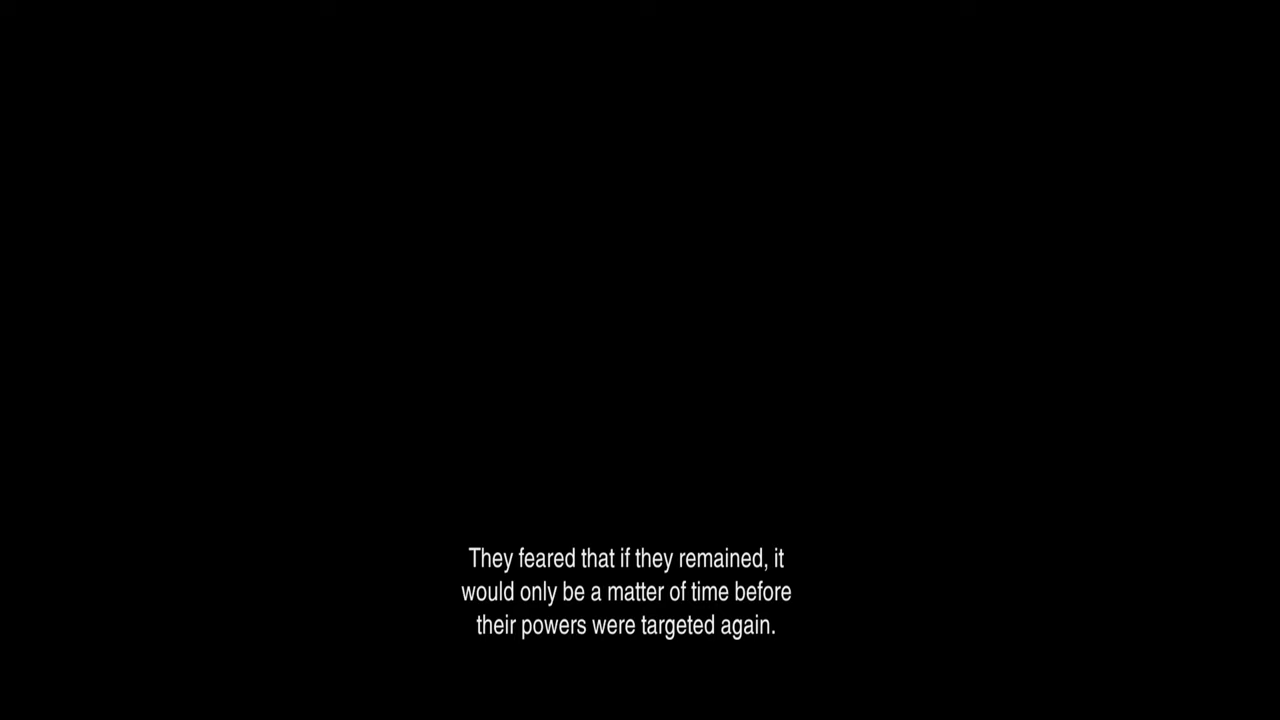 They feared that if they remained, it
would only be a matter of time before
their powers were targeted again.